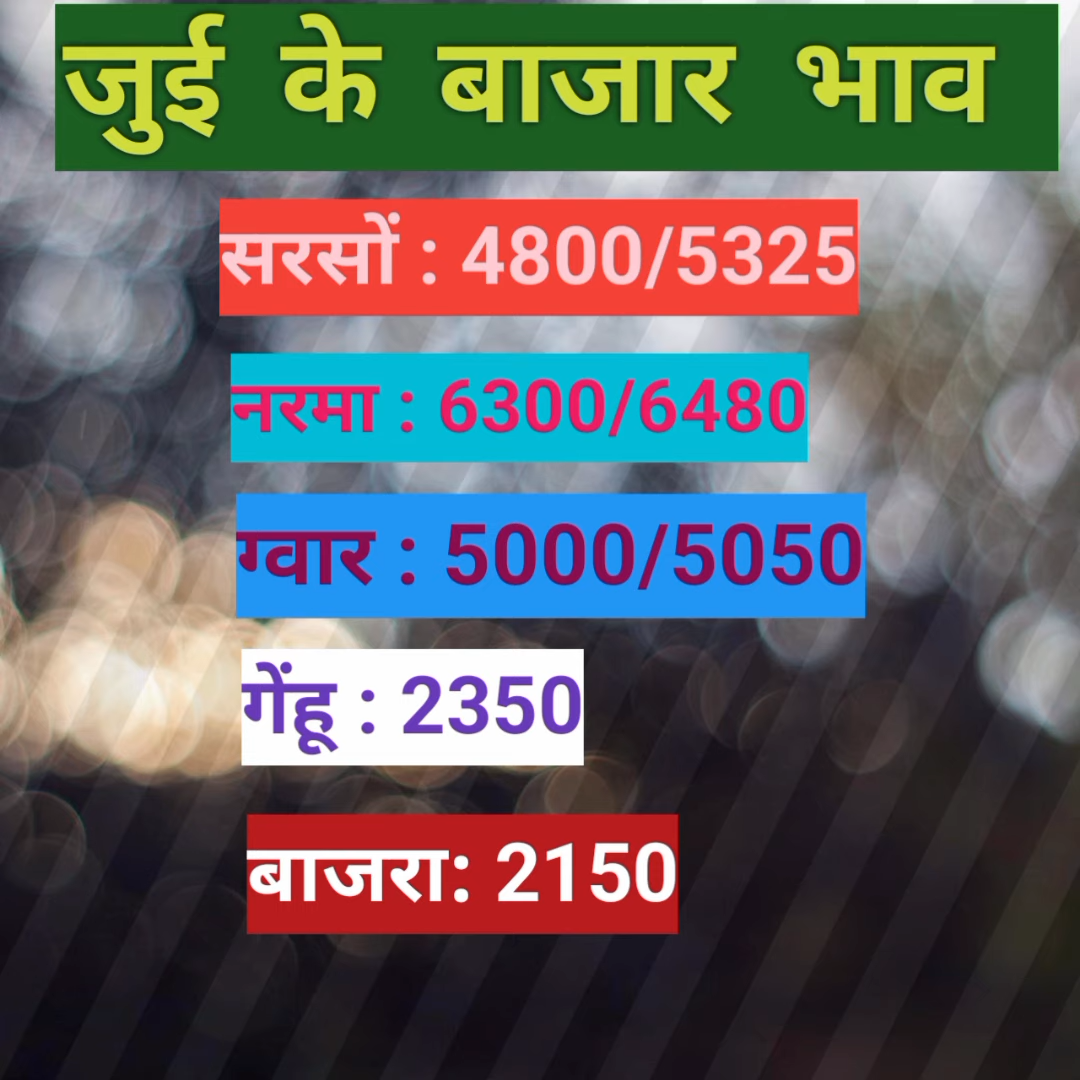 जुई के बाजार भाव
सरसों : 4800/5325
नरमा : 6300/6480
ग्वार : 5000/5050
गेंहू : 2350
बाजरा: 2150